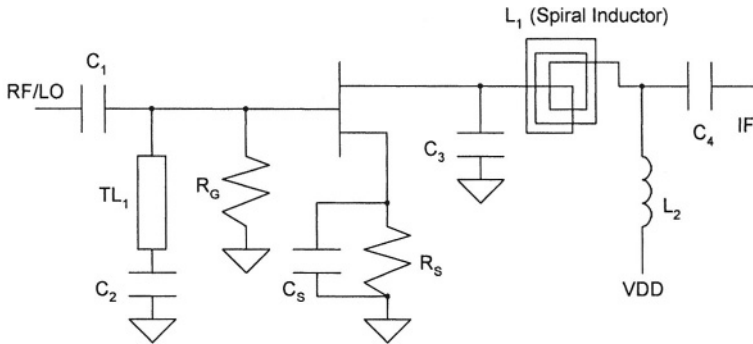 L1 (Spiral Inductor)
C1
RF/LO
C3
C4
IF
TL1
RG
L2
C2
CS
RS
VDD